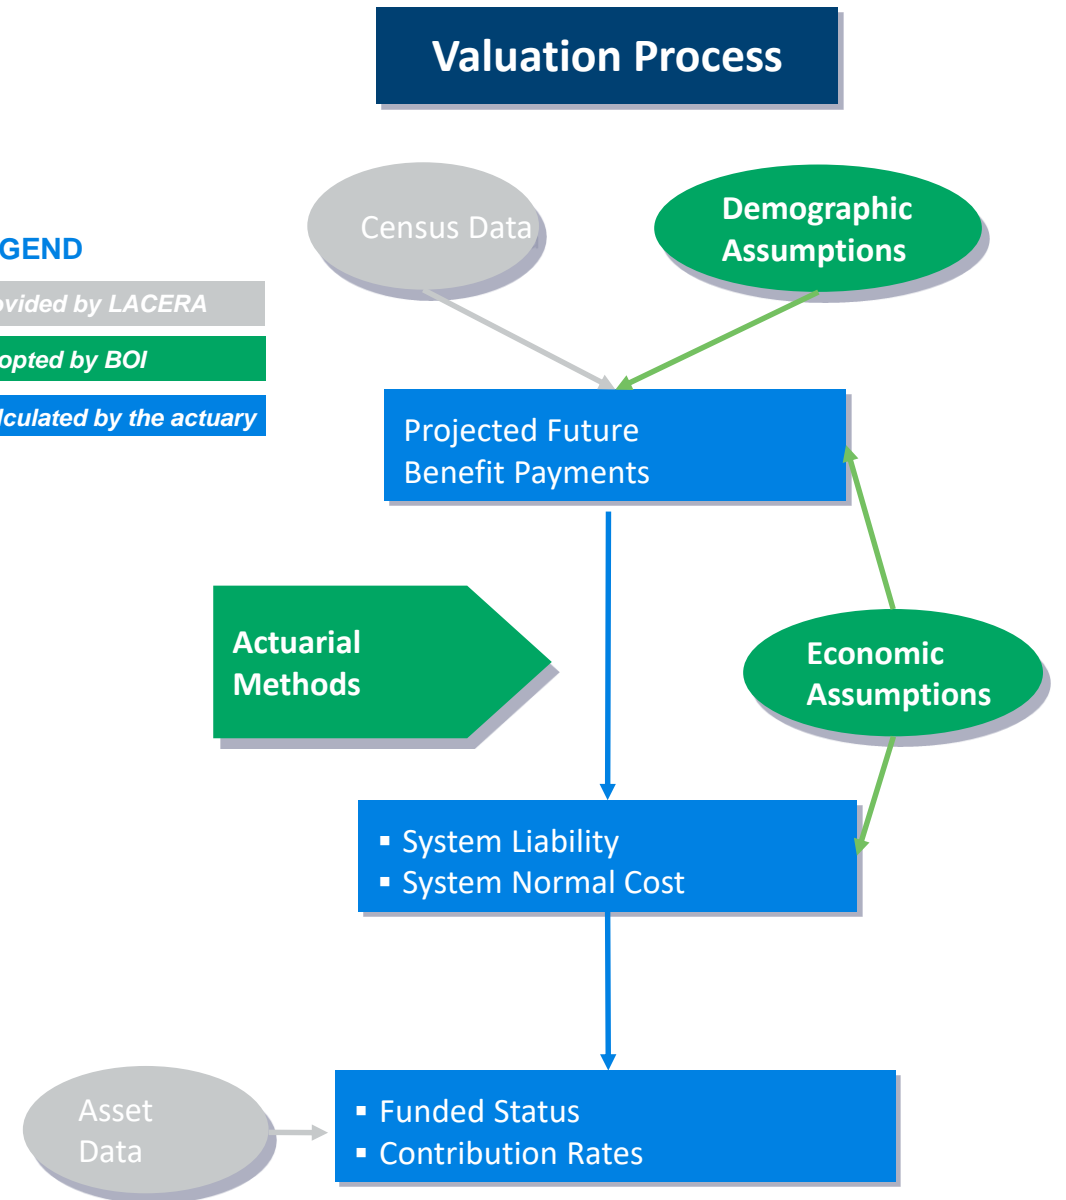 Valuation Process
Census Data
Demographic
Assumptions
GEND
ovided by LACERA
opted by BOI
lculated by the actuary
Projected Future
Benefit Payments
Actuarial
Methods
Economic
Assumptions
▪ System Liability
▪ System Normal Cost
Asset
Data
▪ Funded Status
▪ Contribution Rates